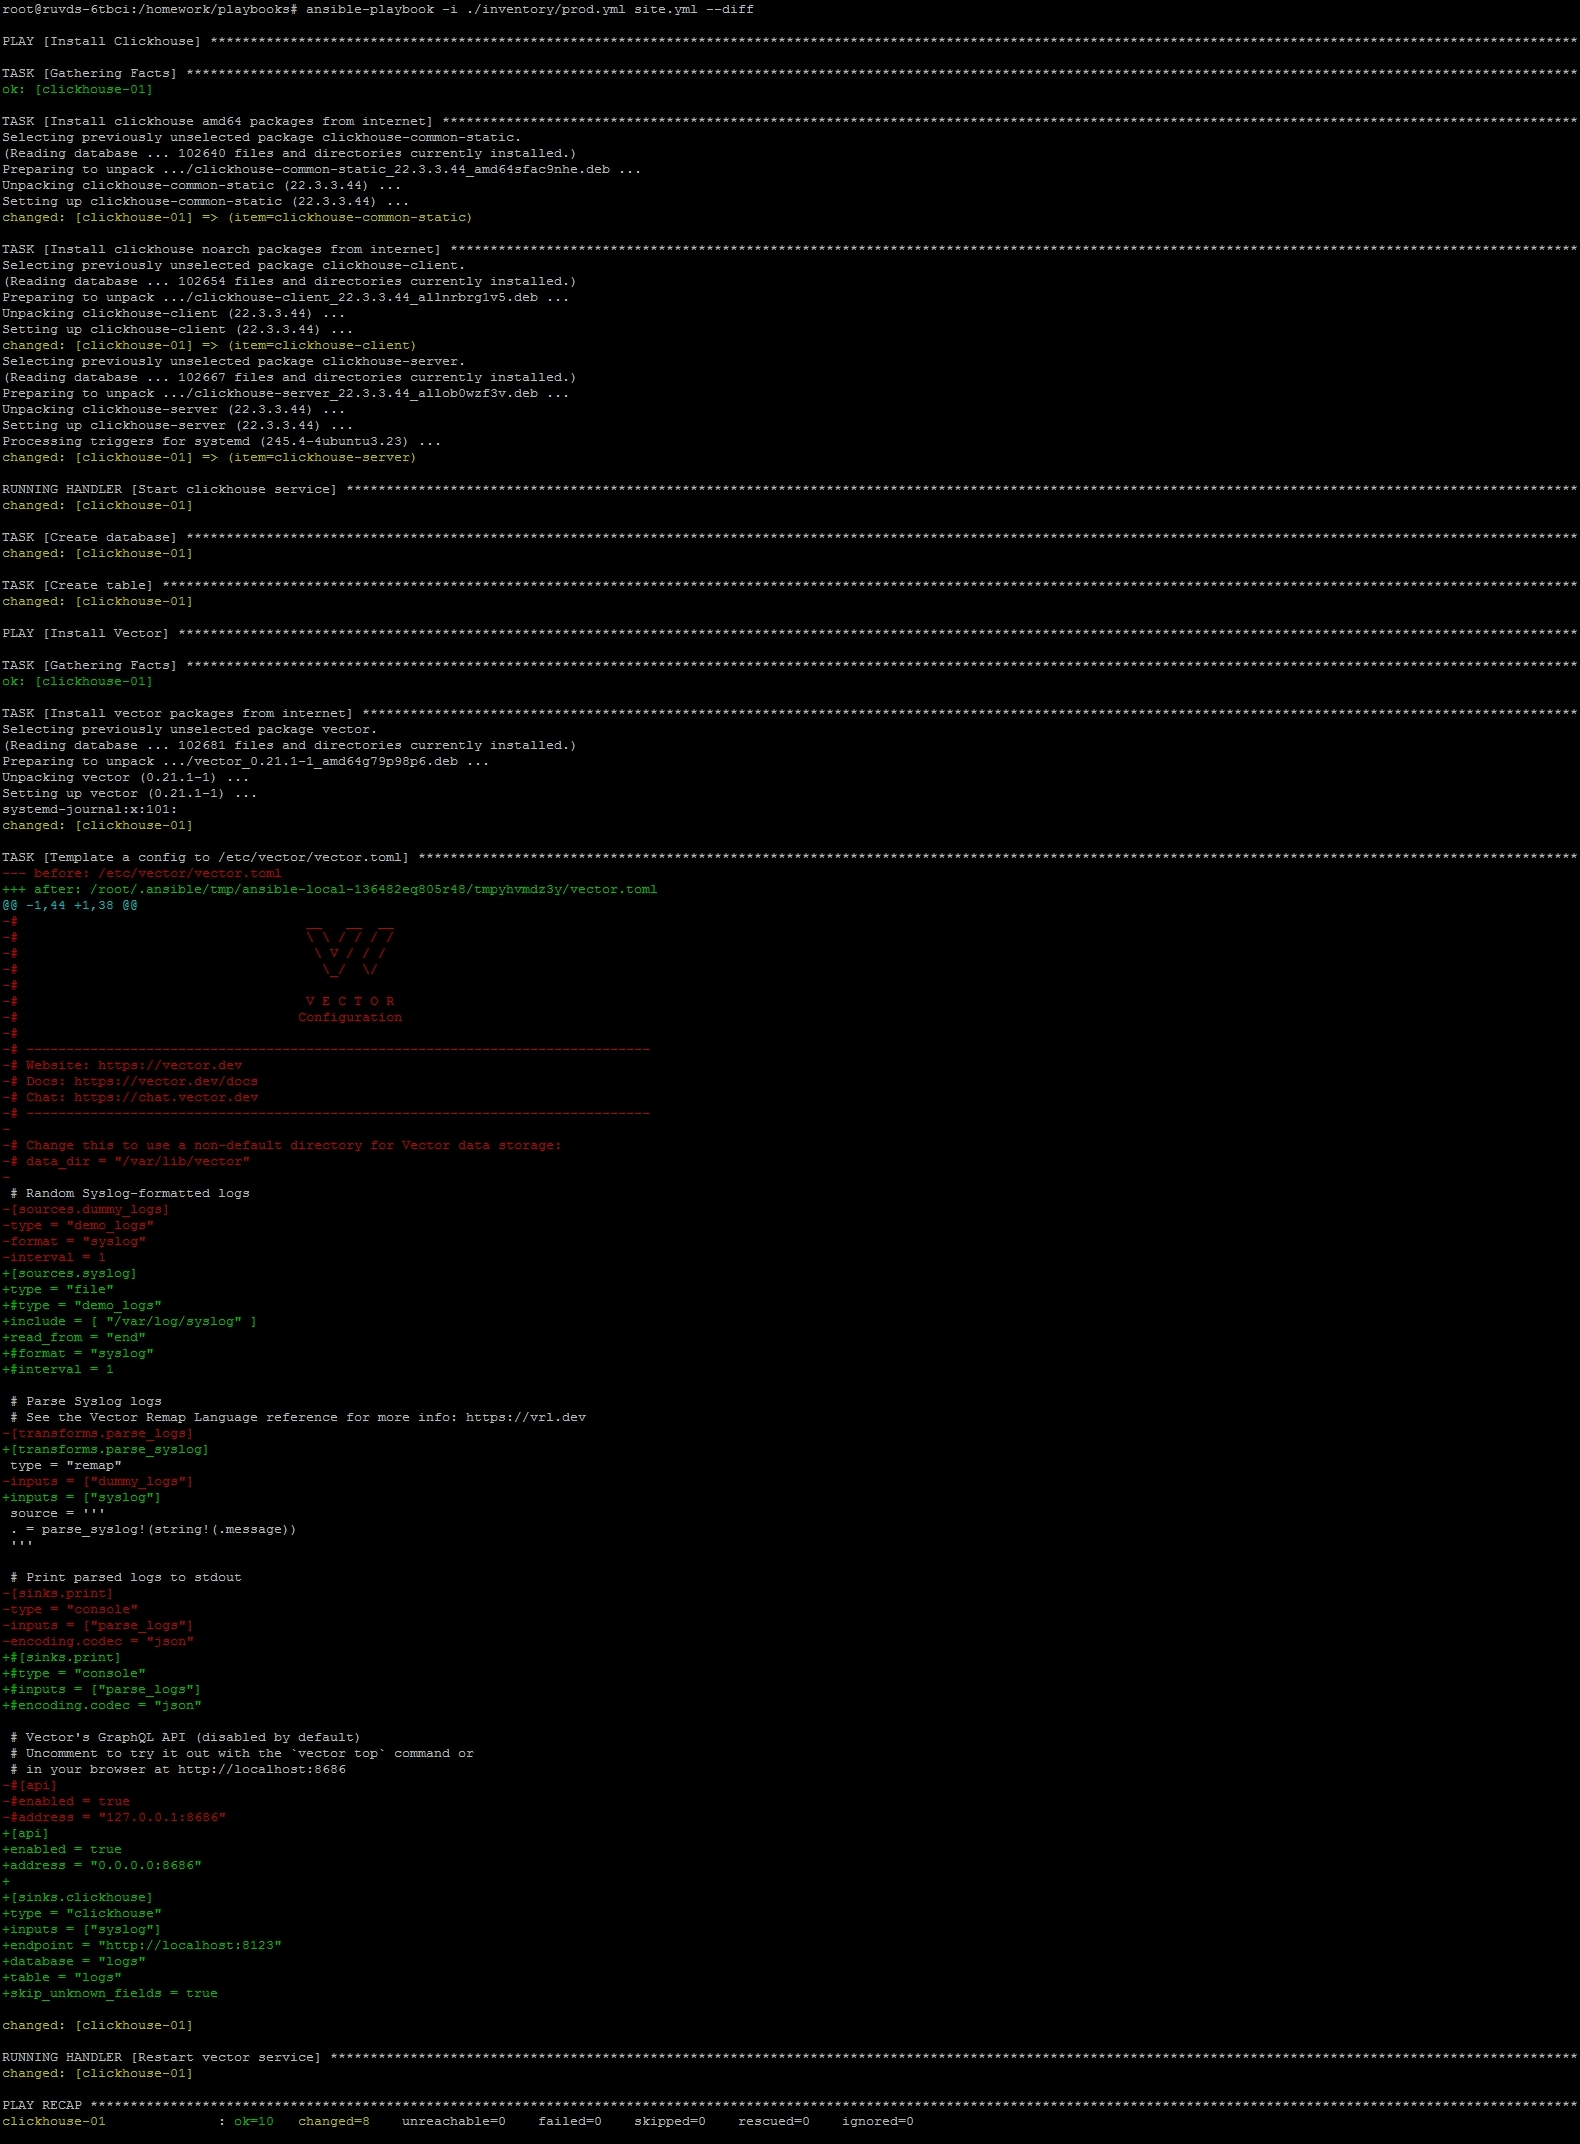 root@ruvds-6tbci:/homework/playbooks# ansible-playbook -i ./inventory/prod.yml site.yml --diff
PLAY [Install Clickhouse] ****************************************************************************************************************************************************************************
TASK [Gathering Facts] *******************************************************************************************************************************************************************************
ok: [clickhouse-01]
TASK [Install clickhouse amd64 packages from internet] ***********************************************************************************************************************************************
Selecting previously unselected package clickhouse-common-static.
(Reading database ... 102640 files and directories currently installed.)
Preparing to unpack .../clickhouse-common-static_22.3.3.44_amd64sfac9nhe.deb ...
Unpacking clickhouse-common-static (22.3.3.44) ...
Setting up clickhouse-common-static (22.3.3.44) ...
changed: [clickhouse-01] => (item=clickhouse-common-static)
TASK [Install clickhouse noarch packages from internet] **********************************************************************************************************************************************
Selecting previously unselected package clickhouse-client.
(Reading database ... 102654 files and directories currently installed.)
Preparing to unpack .../clickhouse-client_22.3.3.44_allnrbrg1v5.deb ...
Unpacking clickhouse-client (22.3.3.44) ...
Setting up clickhouse-client (22.3.3.44) ...
changed: [clickhouse-01] => (item=clickhouse-client)
Selecting previously unselected package clickhouse-server.
(Reading database ... 102667 files and directories currently installed.)
Preparing to unpack .../clickhouse-server_22.3.3.44_allob0wzf3v.deb ...
Unpacking clickhouse-server (22.3.3.44) ...
Setting up clickhouse-server (22.3.3.44) ...
Processing triggers for systemd (245.4-4ubuntu3.23) ...
changed: [clickhouse-01] => (item=clickhouse-server)
RUNNING HANDLER [Start clickhouse service] ***********************************************************************************************************************************************************
changed: [clickhouse-01]
TASK [Create database] *******************************************************************************************************************************************************************************
changed: [clickhouse-01]
TASK [Create table] **********************************************************************************************************************************************************************************
changed: [clickhouse-01]
PLAY [Install Vector] ********************************************************************************************************************************************************************************
TASK [Gathering Facts] *******************************************************************************************************************************************************************************
ok: [clickhouse-01]
TASK [Install vector packages from internet] *********************************************************************************************************************************************************
Selecting previously unselected package vector.
(Reading database ... 102681 files and directories currently installed.)
Preparing to unpack .../vector_0.21.1-1_amd64g79p98p6.deb ...
Unpacking vector (0.21.1-1) ...
Setting up vector (0.21.1-1) ...
systemd-journal:x:101:
changed: [clickhouse-01]
TASK [Template a config to /etc/vector/vector.toml] **************************************************************************************************************************************************
--- before: /etc/vector/vector.toml
+++ after: /root/.ansible/tmp/ansible-local-136482eq805r48/tmpyhvmdz3y/vector.toml
@@ -1,44 +1,38 @@
-#                                    __   __  __
-#                                    \ \ / / / /
-#                                     \ V / / /
-#                                      \_/  \/
-#
-#                                    V E C T O R
-#                                   Configuration
-#
-# ------------------------------------------------------------------------------
-# Website: https://vector.dev
-# Docs: https://vector.dev/docs
-# Chat: https://chat.vector.dev
-# ------------------------------------------------------------------------------
-
-# Change this to use a non-default directory for Vector data storage:
-# data_dir = "/var/lib/vector"
-
 # Random Syslog-formatted logs
-[sources.dummy_logs]
-type = "demo_logs"
-format = "syslog"
-interval = 1
+[sources.syslog]
+type = "file"
+#type = "demo_logs"
+include = [ "/var/log/syslog" ]
+read_from = "end"
+#format = "syslog"
+#interval = 1
 # Parse Syslog logs
 # See the Vector Remap Language reference for more info: https://vrl.dev
-[transforms.parse_logs]
+[transforms.parse_syslog]
 type = "remap"
-inputs = ["dummy_logs"]
+inputs = ["syslog"]
 source = '''
 . = parse_syslog!(string!(.message))
 '''
 # Print parsed logs to stdout
-[sinks.print]
-type = "console"
-inputs = ["parse_logs"]
-encoding.codec = "json"
+#[sinks.print]
+#type = "console"
+#inputs = ["parse_logs"]
+#encoding.codec = "json"
 # Vector's GraphQL API (disabled by default)
 # Uncomment to try it out with the `vector top` command or
 # in your browser at http://localhost:8686
-#[api]
-#enabled = true
-#address = "127.0.0.1:8686"
+[api]
+enabled = true
+address = "0.0.0.0:8686"
+
+[sinks.clickhouse]
+type = "clickhouse"
+inputs = ["syslog"]
+endpoint = "http://localhost:8123"
+database = "logs"
+table = "logs"
+skip_unknown_fields = true
changed: [clickhouse-01]
RUNNING HANDLER [Restart vector service] *************************************************************************************************************************************************************
changed: [clickhouse-01]
PLAY RECAP *******************************************************************************************************************************************************************************************
clickhouse-01              : ok=10   changed=8    unreachable=0    failed=0    skipped=0    rescued=0    ignored=0